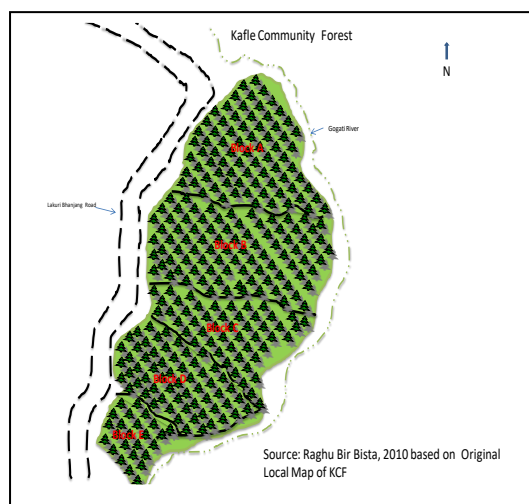 Kafle Community Forest
N
Gogati River
Block A
Lakuri Bhanjang Road
Block B
Block C
Block D
Block E
Source: Raghu Bir Bista, 2010 based on Original
Local Map of KCF